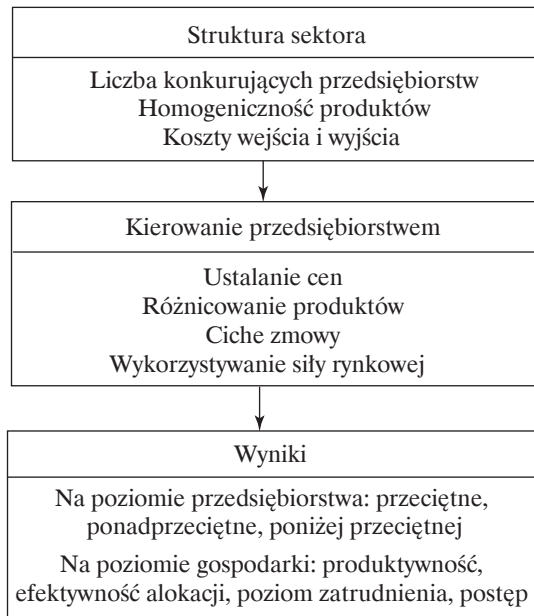 Struktura sektora
Liczba konkurujących przedsiębiorstw
Homogeniczność produktów
Koszty wejścia i wyjścia
Kierowanie przedsiębiorstwem
Ustalanie cen
Różnicowanie produktów
Ciche zmowy
Wykorzystywanie siły rynkowej
Wyniki
Na poziomie przedsiębiorstwa: przeciętne,
ponadprzeciętne, poniżej przeciętnej
Na poziomie gospodarki: produktywność,
efektywność alokacji, poziom zatrudnienia, postęp